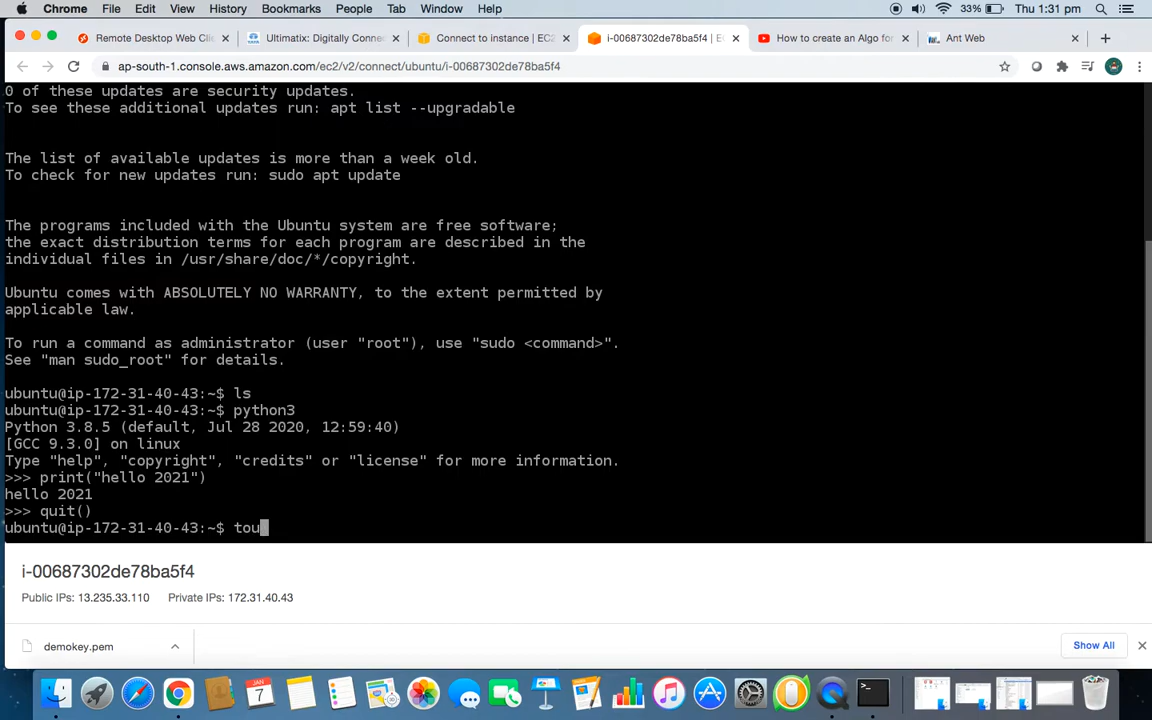 Chrome File Edit View History Bookmarks People Tab Window Help 33% Thu 1:31 pm
Remote Desktop Web Clie Ultimatix: Digitally Connec Connect to instance | EC2 i-00687302de78ba5f4 | EC How to create an Algo for Ant Web
ap-south-1.console.aws.amazon.com/ec2/v2/connect/ubuntu/i-00687302de78ba5f4
0 of these updates are security updates.
To see these additional updates run: apt list --upgradable
The list of available updates is more than a week old.
To check for new updates run: sudo apt update
The programs included with the Ubuntu system are free software;
the exact distribution terms for each program are described in the
individual files in /usr/share/doc/*/copyright.
Ubuntu comes with ABSOLUTELY NO WARRANTY, to the extent permitted by
applicable law.
To run a command as administrator (user "root"), use "sudo <command>".
See "man sudo_root" for details.
ubuntu@ip-172-31-40-43:~$ ls
ubuntu@ip-172-31-40-43:~$ python3
Python 3.8.5 (default, Jul 28 2020, 12:59:40)
[GCC 9.3.0] on linux
Type "help", "copyright", "credits" or "license" for more information.
>>> print("hello 2021")
hello 2021
>>> quit()
ubuntu@ip-172-31-40-43:~$ tou
i-00687302de78ba5f4
Public IPs: 13.235.33.110 Private IPs: 172.31.40.43
demokey.pem Show All
JAN
7